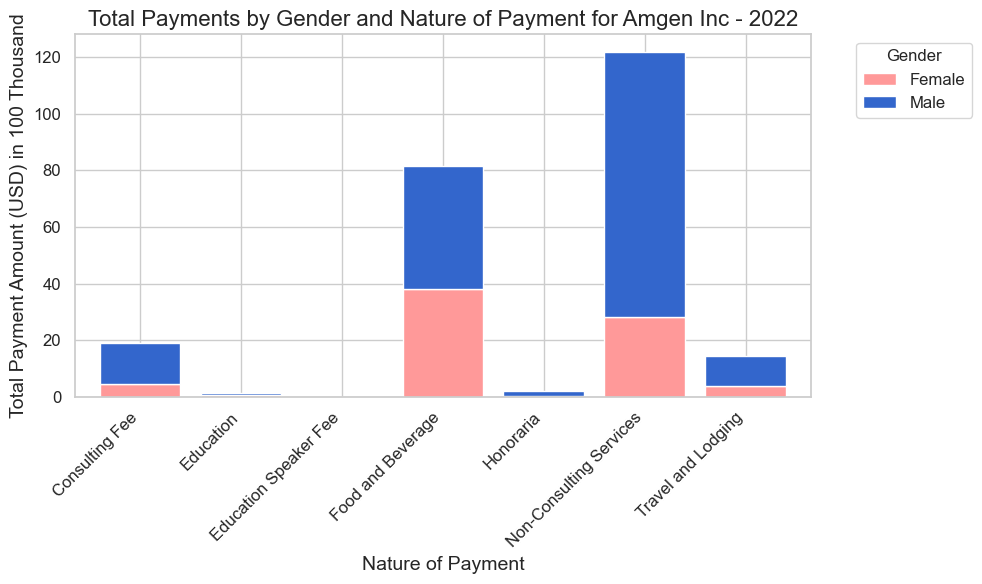 Total Payments by Gender and Nature of Payment for Amgen Inc - 2022
Total Payment Amount (USD) in 100 Thousand
120
100
80
60
40
20
0
Consulting Fee
Education
Education Speaker Fee
Food and Beverage
Honoraria
Non-Consulting Services
Travel and Lodging
Nature of Payment
Gender
Female
Male